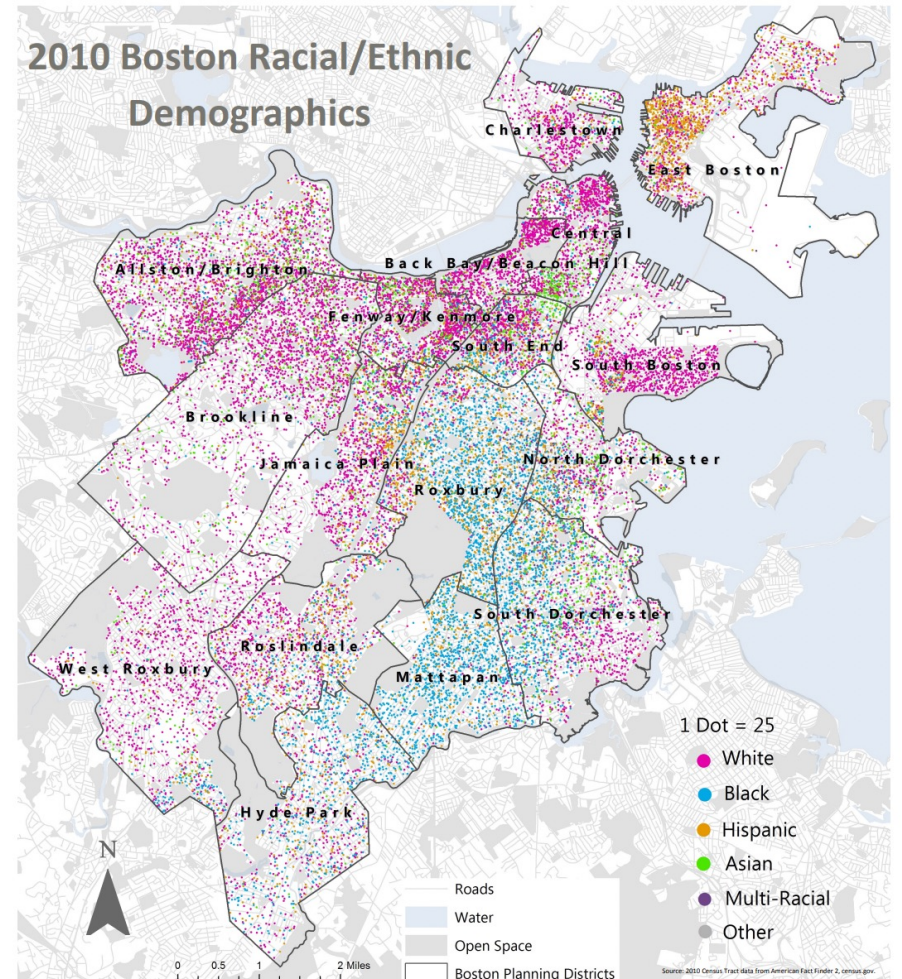 2010 Boston Racial/Ethnic
Demographics
Charlestown
East Boston
Central
Back Bay/Beacon Hill
Allston/Brighton
Fenway/Kenmore
South End
South Boston
Brookline
Jamaica Plain
North Dorchester
Roxbury
South Dorchester
Roslindale
West Roxbury
Mattapan
Hyde Park
1 Dot = 25
White
Black
Hispanic
Asian
Multi-Racial
Other
N
0 0.5 1 2 Miles
Roads
Water
Open Space
Boston Planning Districts
Source: 2010 Census Tract data from American Fact Finder 2, census.gov.